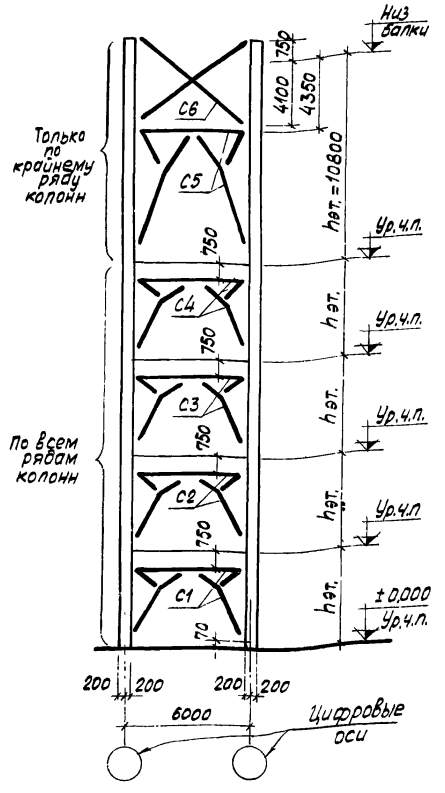 Низ
балки
750
4100
4350
С6
Только
по
крайнему
ряду
колонн
С5
hэт. = 10800
750
Ур.ч.п.
С4
hэт.
750
Ур.ч.п.
С3
hэт.
По всем
рядам
колонн
750
Ур.ч.п.
С2
hэт.
750
Ур.ч.п
С1
hэт.
±0,000
Ур.ч.п.
70
200 200 200 200
6000
Цифровые
оси